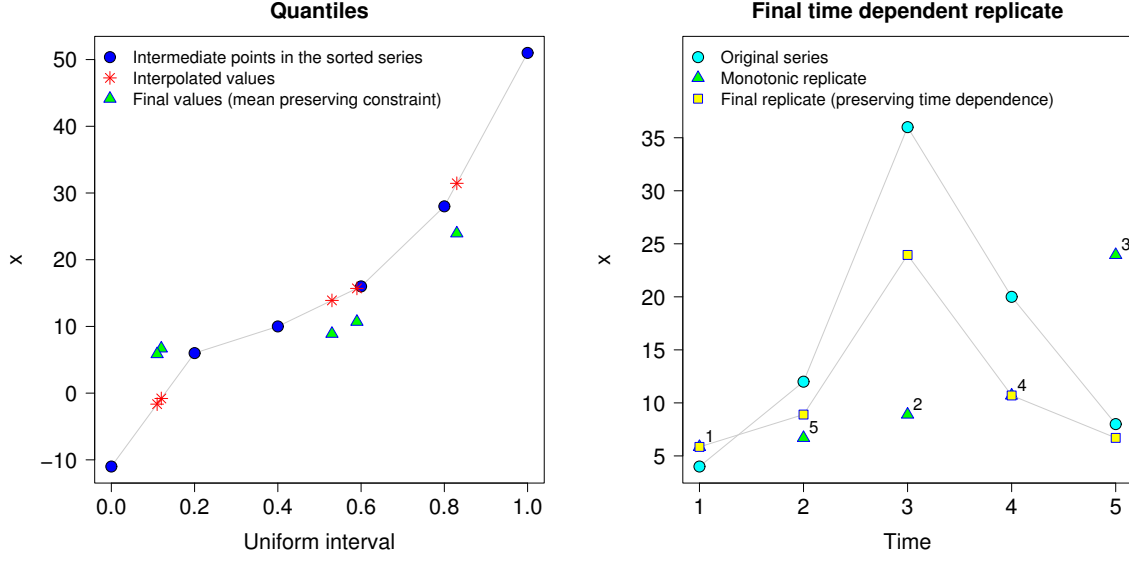 Quantiles
Intermediate points in the sorted series
Interpolated values
Final values (mean preserving constraint)
50
40
30
20
10
0
−10
x
0.0 0.2 0.4 0.6 0.8 1.0
Uniform interval
Final time dependent replicate
Original series
Monotonic replicate
Final replicate (preserving time dependence)
35
30
25
20
15
10
5
x
3
4
2
1
5
1 2 3 4 5
Time